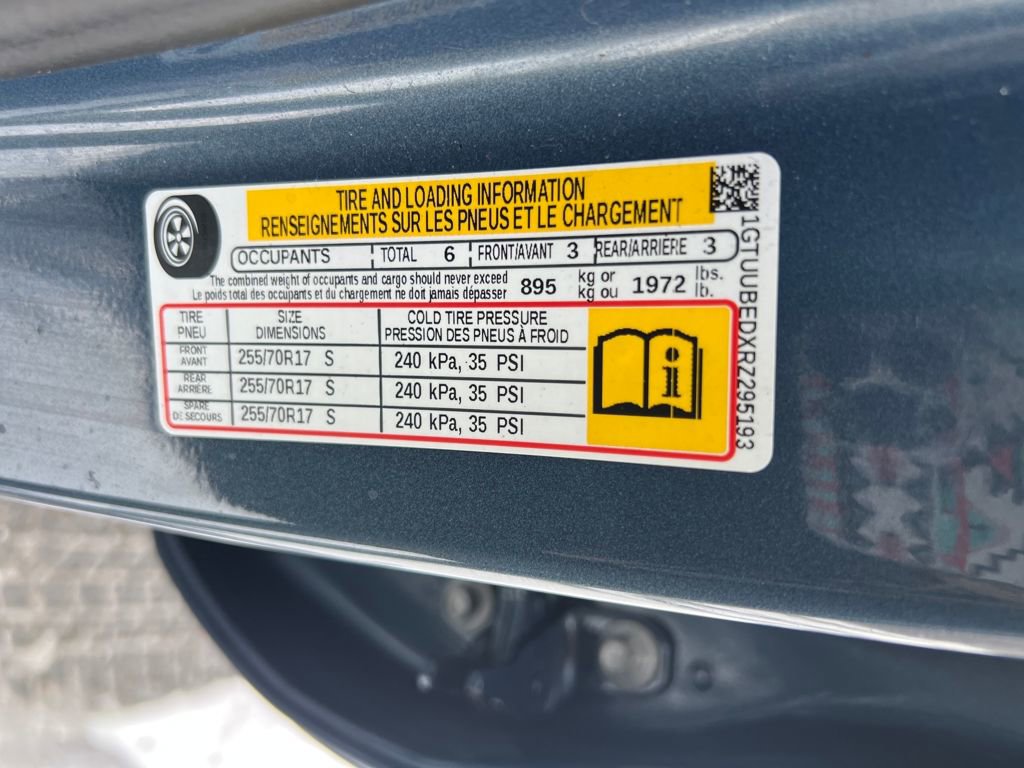 TIRE AND LOADING INFORMATION
RENSEIGNEMENTS SUR LES PNEUS ET LE CHARGEMENT
OCCUPANTS TOTAL 6 FRONT/AVANT 3 REAR/ARRIÈRE 3
The combined weight of occupants and cargo should never exceed 895 kg or 1972 lbs.
Le poids total des occupants et du chargement ne doit jamais dépasser kg ou lb.
TIRE SIZE COLD TIRE PRESSURE
PNEU DIMENSIONS PRESSION DES PNEUS À FROID
FRONT
AVANT 255/70R17 S 240 kPa, 35 PSI
REAR
ARRIÈRE 255/70R17 S 240 kPa, 35 PSI
SPARE
DE SECOURS 255/70R17 S 240 kPa, 35 PSI
1GTUUBEDXRZ295193